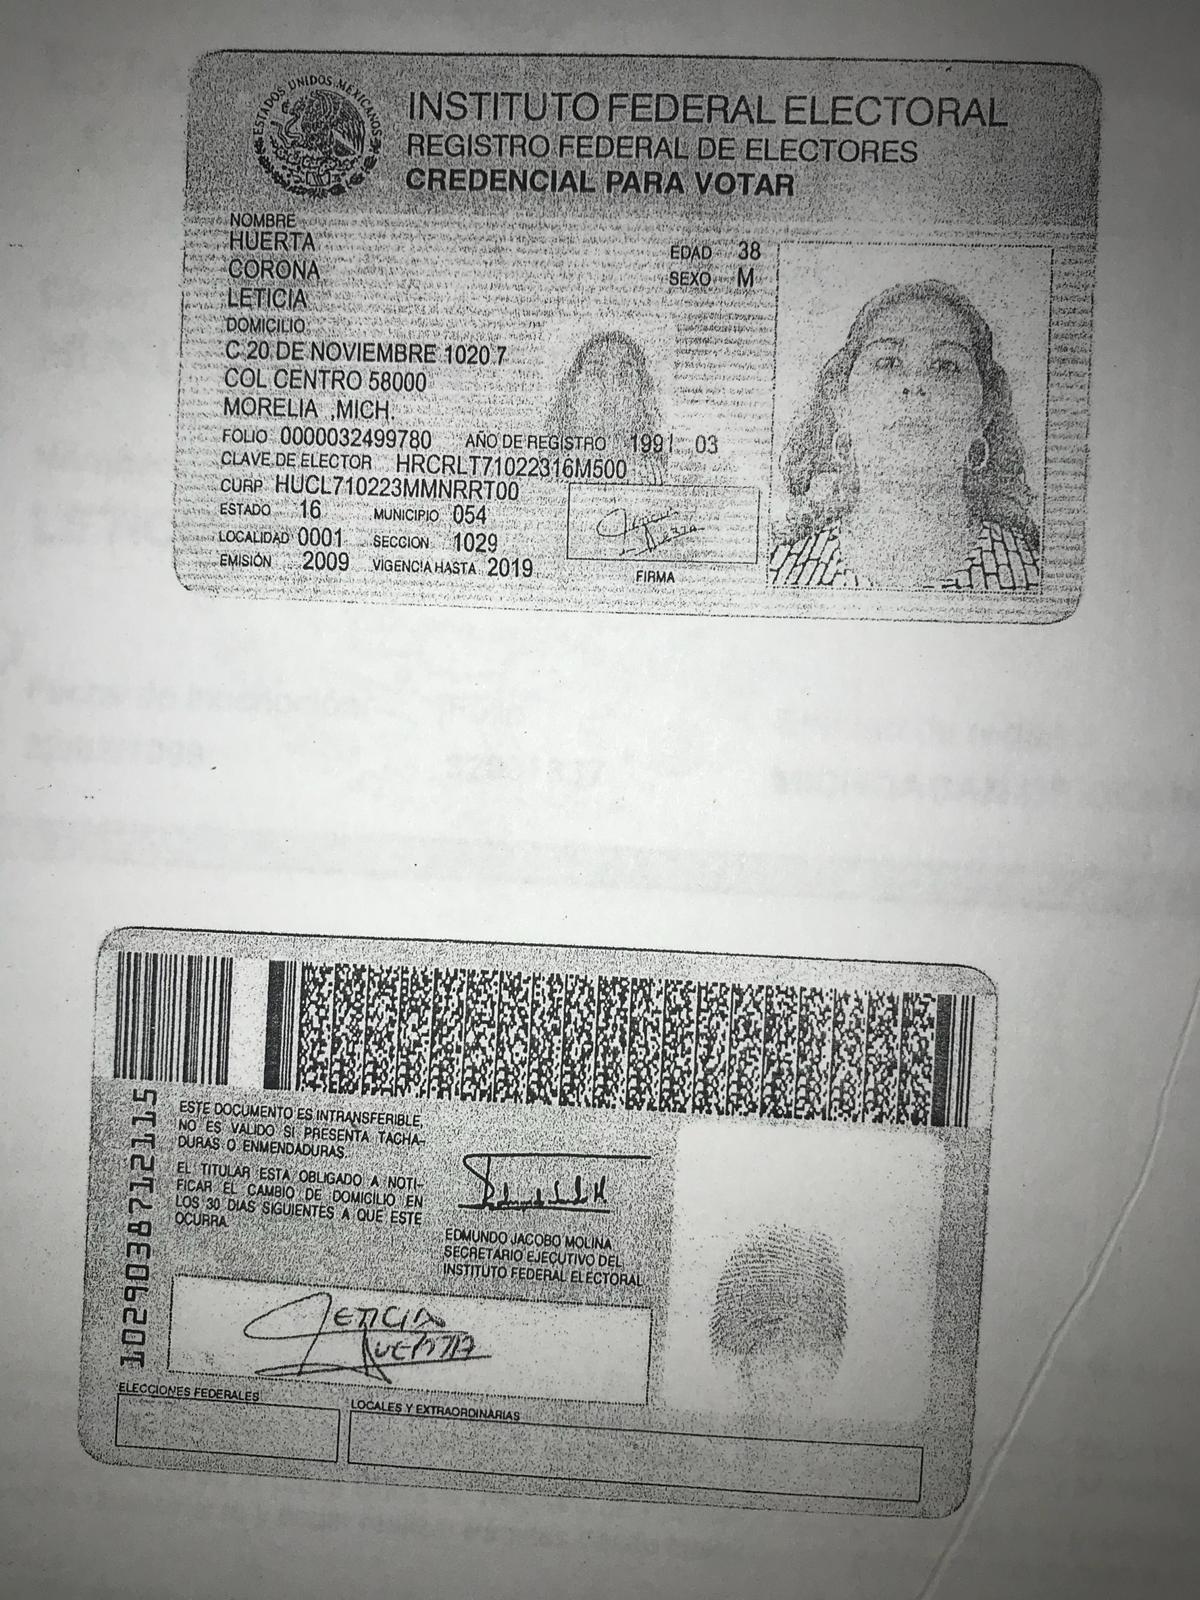 ESTADOS UNIDOS MEXICANOS
INSTITUTO FEDERAL ELECTORAL
REGISTRO FEDERAL DE ELECTORES
CREDENCIAL PARA VOTAR
NOMBRE
HUERTA
CORONA
LETICIA
EDAD 38
SEXO M
DOMICILIO
C 20 DE NOVIEMBRE 1020 7
COL CENTRO 58000
MORELIA ,MICH.
FOLIO 0000032499780 AÑO DE REGISTRO 1991 03
CLAVE DE ELECTOR HRCRLT71022316M500
CURP HUCL710223MMNRRT00
ESTADO 16 MUNICIPIO 054
LOCALIDAD 0001 SECCION 1029
EMISIÓN 2009 VIGENCIA HASTA 2019
FIRMA
1029038712115
ESTE DOCUMENTO ES INTRANSFERIBLE,
NO ES VALIDO SI PRESENTA TACHA-
DURAS O ENMENDADURAS.
EL TITULAR ESTA OBLIGADO A NOTI-
FICAR EL CAMBIO DE DOMICILIO EN
LOS 30 DIAS SIGUIENTES A QUE ESTE
OCURRA.
EDMUNDO JACOBO MOLINA
SECRETARIO EJECUTIVO DEL
INSTITUTO FEDERAL ELECTORAL
LETICIA
HUERTA
ELECCIONES FEDERALES
LOCALES Y EXTRAORDINARIAS